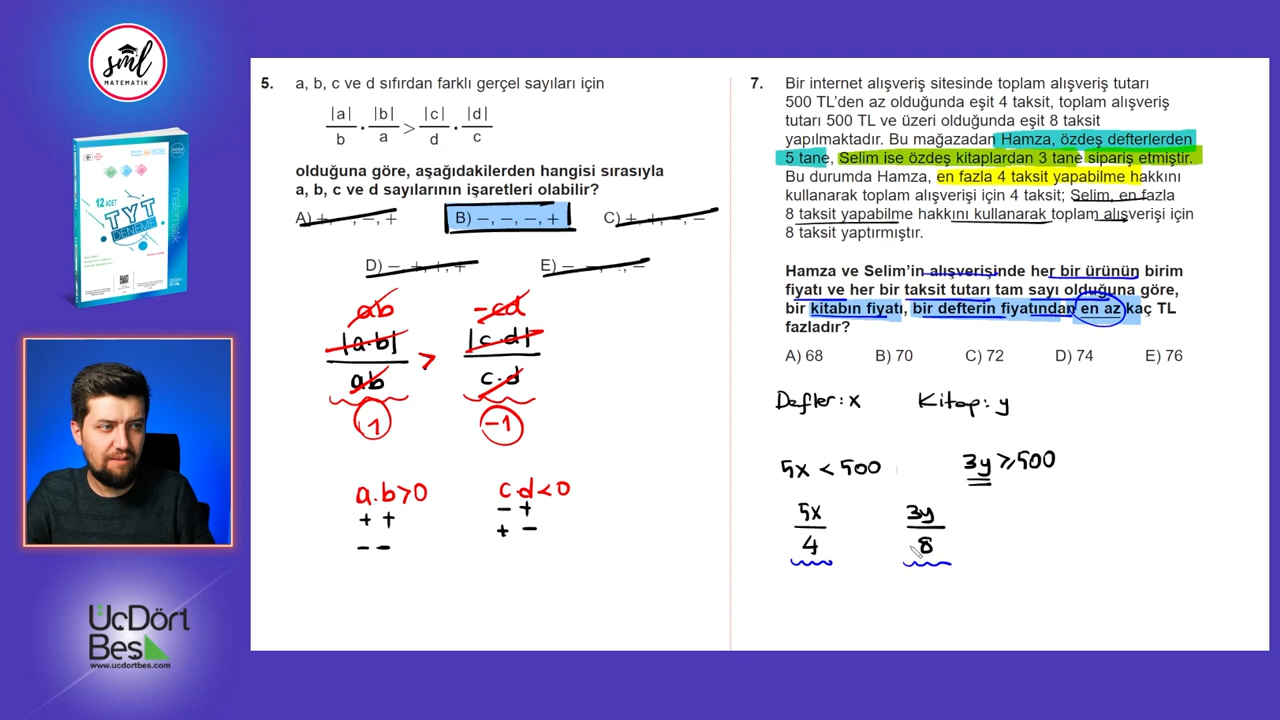 sml
MATEMATİK
12 ADET
TYT
DENEME
matematik
ÜcDört
Bes
www.ucdortbes.com
5. a, b, c ve d sıfırdan farklı gerçel sayıları için
|a| |b| |c| |d|
— · — > — · —
b a d c
olduğuna göre, aşağıdakilerden hangisi sırasıyla
a, b, c ve d sayılarının işaretleri olabilir?
A) +, –, +
B) –, –, –, + C) +, +, –, –
D) –, +, +, + E) – –, –
ab -cd
|a·b| > |c·d|
ab c·d
1 -1
a.b>0 c.d<0
+ + - +
- - + -
7. Bir internet alışveriş sitesinde toplam alışveriş tutarı
500 TL'den az olduğunda eşit 4 taksit, toplam alışveriş
tutarı 500 TL ve üzeri olduğunda eşit 8 taksit
yapılmaktadır. Bu mağazadan Hamza, özdeş defterlerden
5 tane, Selim ise özdeş kitaplardan 3 tane sipariş etmiştir.
Bu durumda Hamza, en fazla 4 taksit yapabilme hakkını
kullanarak toplam alışverişi için 4 taksit; Selim, en fazla
8 taksit yapabilme hakkını kullanarak toplam alışverişi için
8 taksit yaptırmıştır.
Hamza ve Selim'in alışverişinde her bir ürünün birim
fiyatı ve her bir taksit tutarı tam sayı olduğuna göre,
bir kitabın fiyatı, bir defterin fiyatından en az kaç TL
fazladır?
A) 68 B) 70 C) 72 D) 74 E) 76
Defter: x Kitap: y
5x < 500 3y ≥ 500
5x 3y
4 8